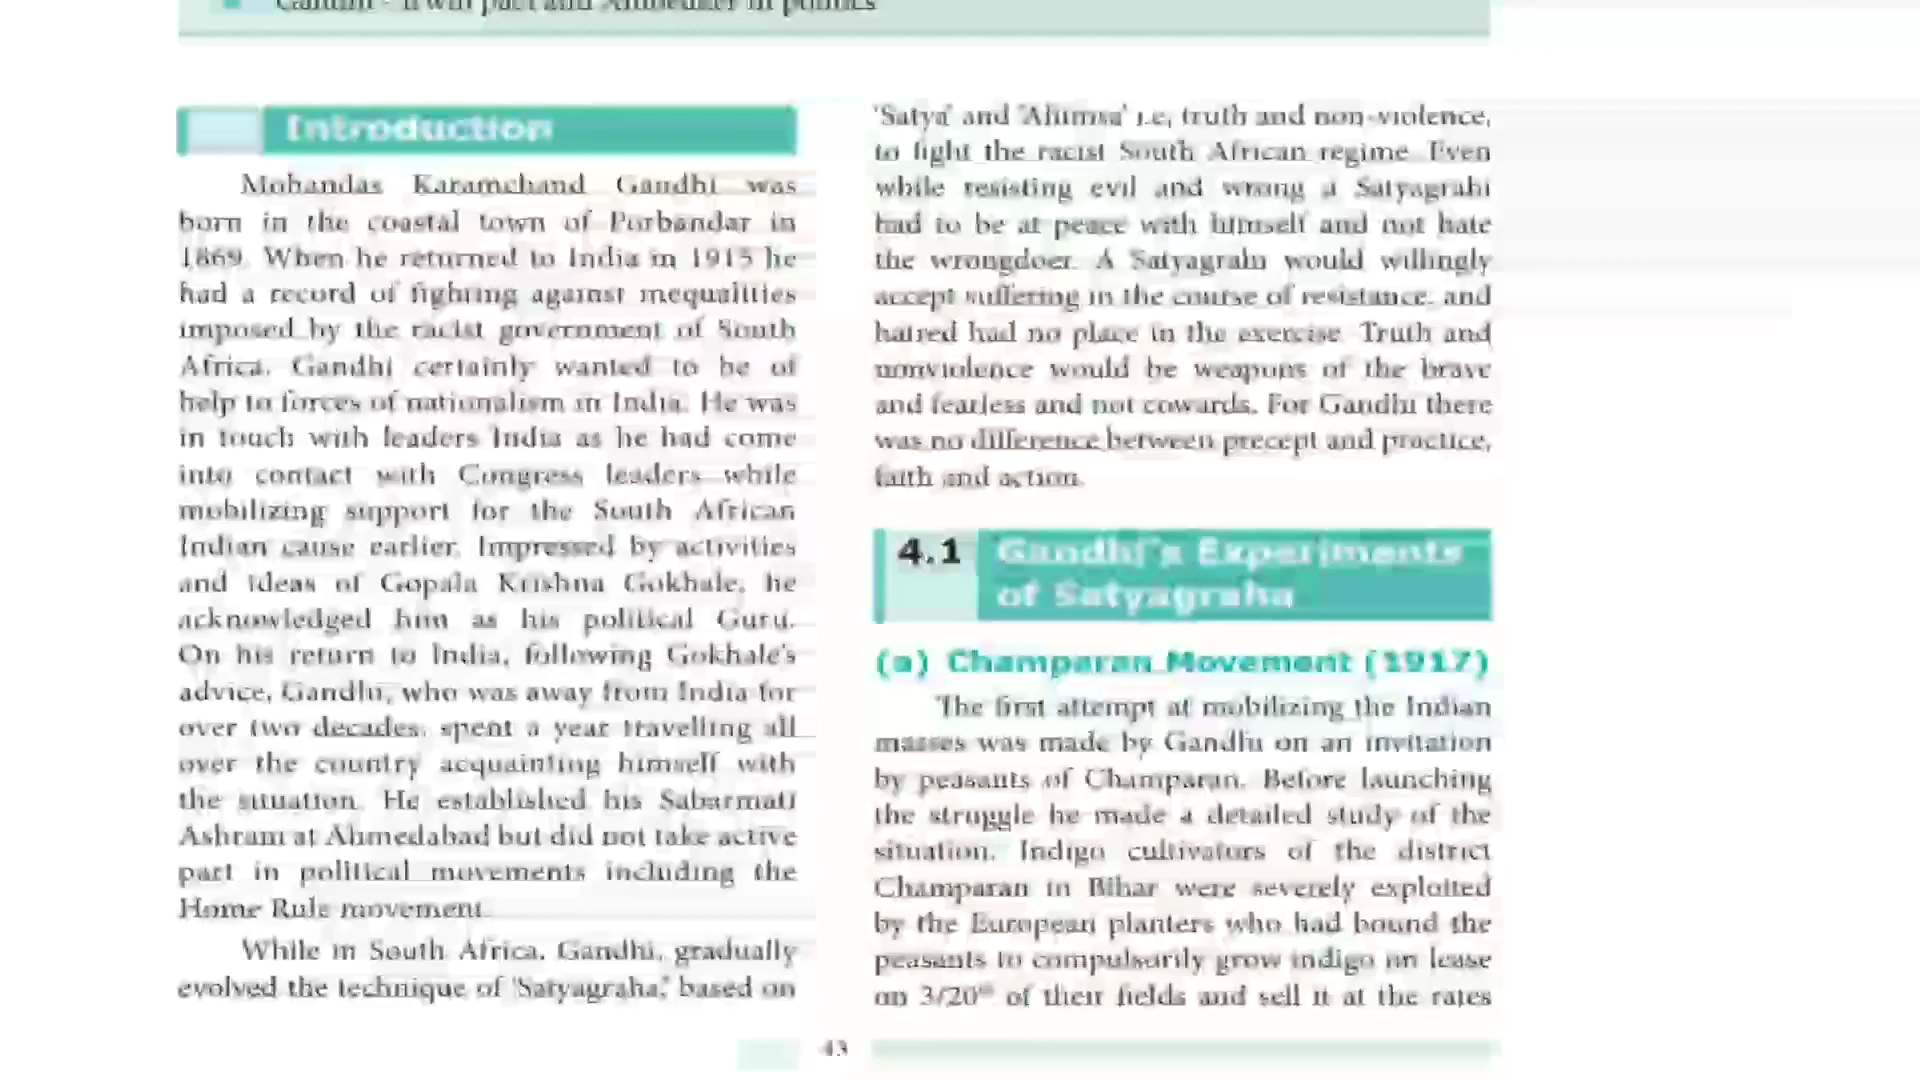 Gandhi - Irwin pact and Ambedkar in politics
Introduction
Mohandas Karamchand Gandhi was
born in the coastal town of Porbandar in
1869. When he returned to India in 1915 he
had a record of fighting against inequalities
imposed by the racist government of South
Africa. Gandhi certainly wanted to be of
help to forces of nationalism in India. He was
in touch with leaders India as he had come
into contact with Congress leaders while
mobilizing support for the South African
Indian cause earlier. Impressed by activities
and ideas of Gopala Krishna Gokhale, he
acknowledged him as his political Guru.
On his return to India, following Gokhale's
advice, Gandhi, who was away from India for
over two decades, spent a year travelling all
over the country acquainting himself with
the situation. He established his Sabarmati
Ashram at Ahmedabad but did not take active
part in political movements including the
Home Rule movement.
While in South Africa, Gandhi, gradually
evolved the technique of 'Satyagraha,' based on
'Satya' and 'Ahimsa' i.e, truth and non-violence,
to fight the racist South African regime. Even
while resisting evil and wrong a Satyagrahi
had to be at peace with himself and not hate
the wrongdoer. A Satyagrahi would willingly
accept suffering in the course of resistance, and
hatred had no place in the exercise. Truth and
nonviolence would be weapons of the brave
and fearless and not cowards. For Gandhi there
was no difference between precept and practice,
faith and action.
4.1 Gandhi's Experiments
of Satyagraha
(a) Champaran Movement (1917)
The first attempt at mobilizing the Indian
masses was made by Gandhi on an invitation
by peasants of Champaran. Before launching
the struggle he made a detailed study of the
situation. Indigo cultivators of the district
Champaran in Bihar were severely exploited
by the European planters who had bound the
peasants to compulsorily grow indigo on lease
on 3/20th of their fields and sell it at the rates
43